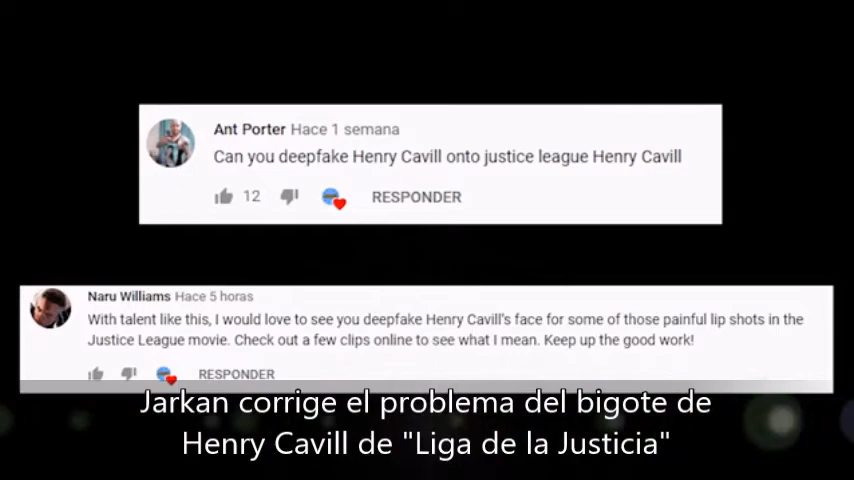 Ant Porter Hace 1 semana
Can you deepfake Henry Cavill onto justice league Henry Cavill
12 RESPONDER
Naru Williams Hace 5 horas
With talent like this, I would love to see you deepfake Henry Cavill's face for some of those painful lip shots in the
Justice League movie. Check out a few clips online to see what I mean. Keep up the good work!
RESPONDER
Jarkan corrige el problema del bigote de
Henry Cavill de "Liga de la Justicia"